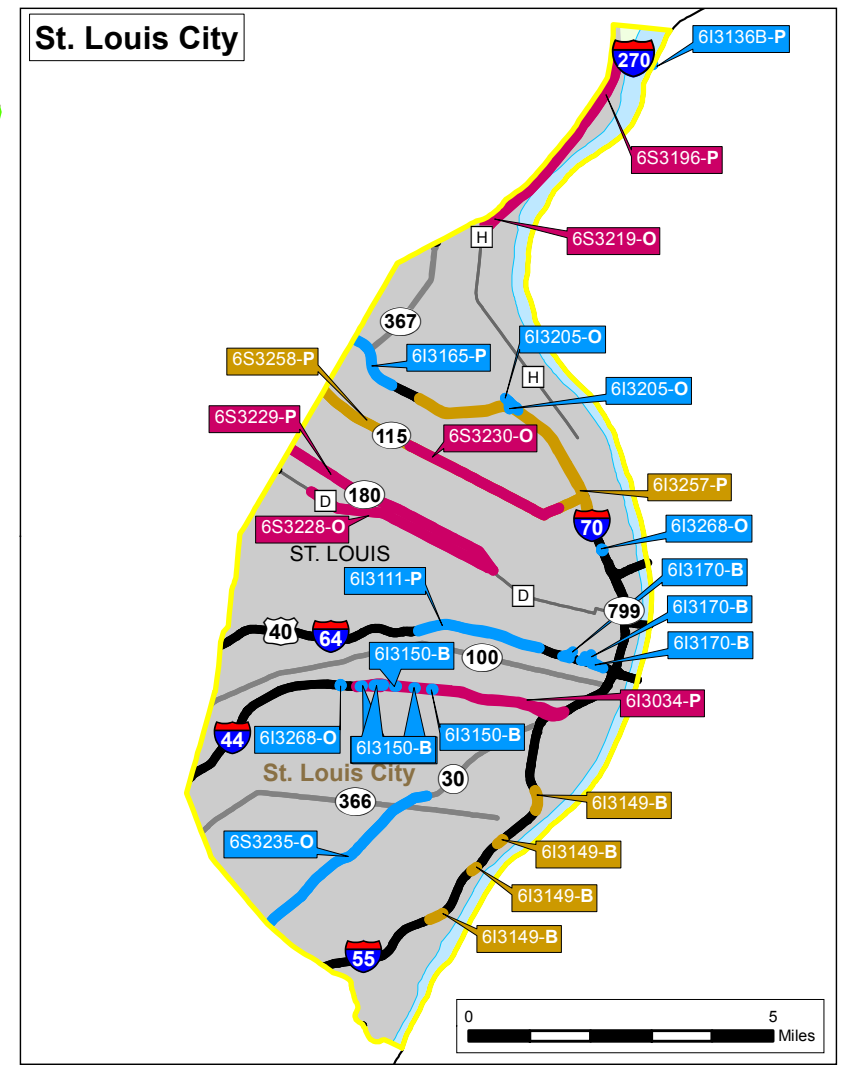 St. Louis City
6I3136B-P
270
6S3196-P
H
6S3219-O
367
6I3205-O
6S3258-P
6I3165-P
H
6I3205-O
6S3229-P
115
6S3230-O
6I3257-P
180
D
70
6S3228-O
6I3268-O
ST. LOUIS
6I3170-B
6I3111-P
D
799
6I3170-B
40
64
6I3170-B
6I3150-B
100
6I3034-P
44
6I3268-O
6I3150-B
6I3150-B
St. Louis City
30
366
6I3149-B
6S3235-O
6I3149-B
6I3149-B
6I3149-B
55
0 5
Miles